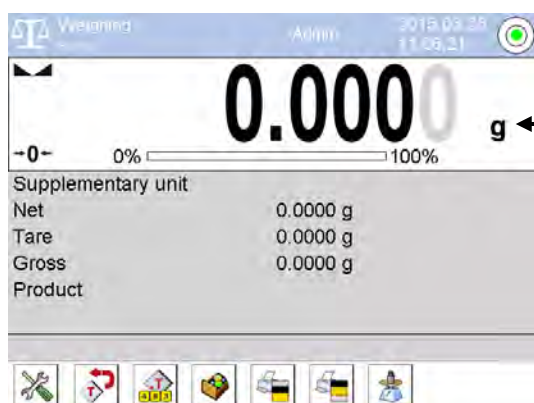 Weighing Admin 2015.03.25
11:06:21
0.0000 g
→0←
0% 100%
Supplementary unit
Net 0.0000 g
Tare 0.0000 g
Gross 0.0000 g
Product
T
T